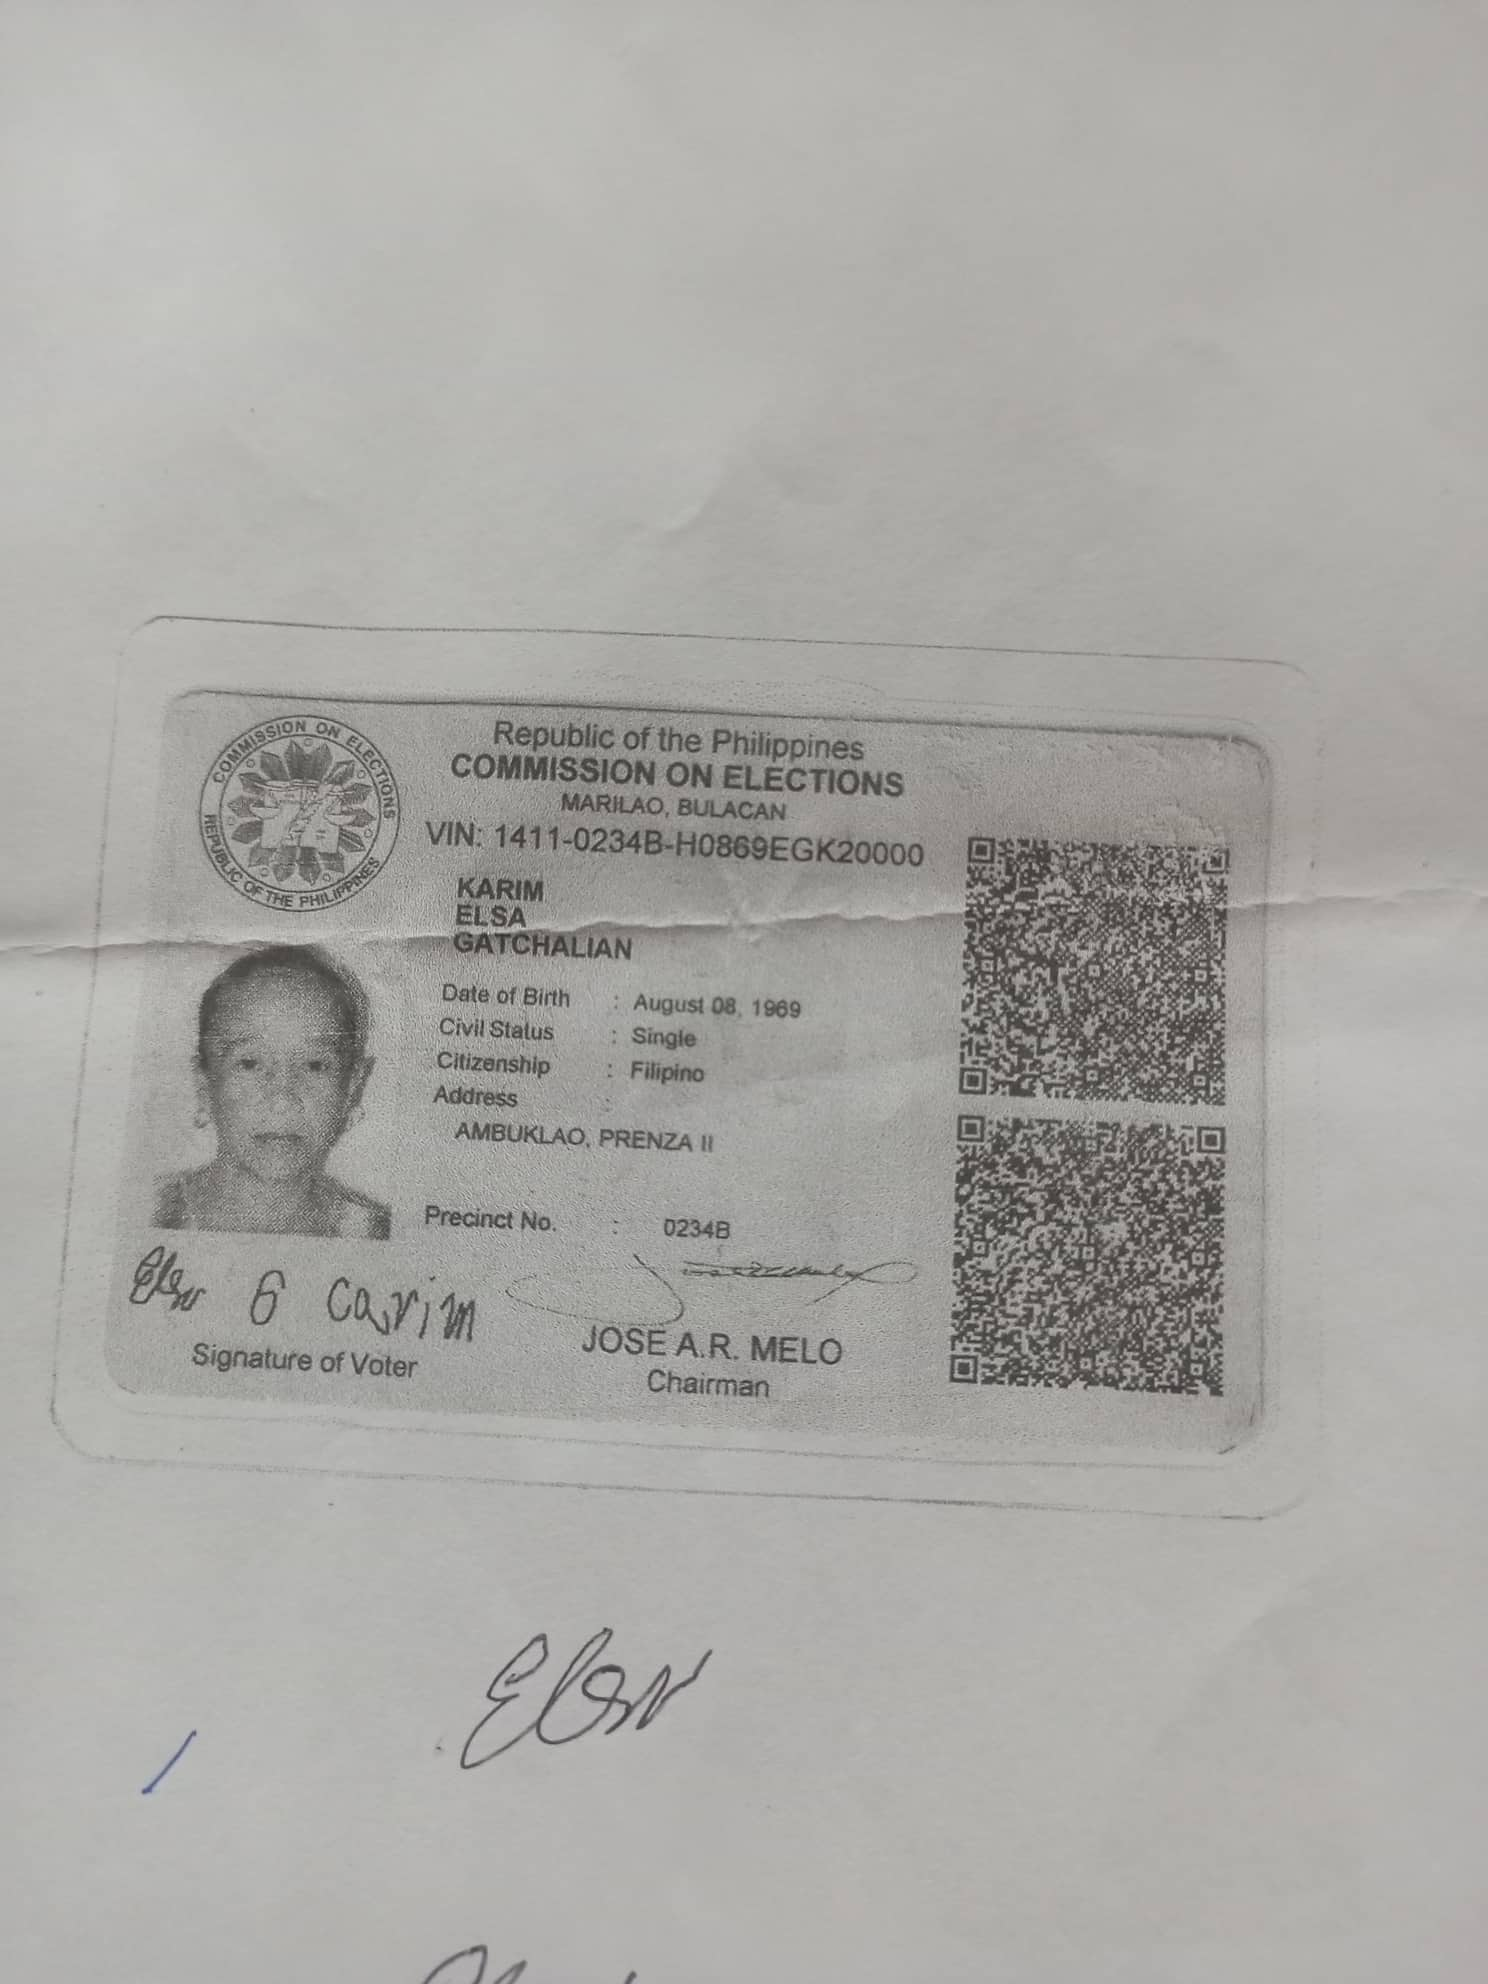 COMMISSION ON ELECTIONS
REPUBLIC OF THE PHILIPPINES
Republic of the Philippines
COMMISSION ON ELECTIONS
MARILAO, BULACAN
VIN: 1411-0234B-H0869EGK20000
KARIM
ELSA
GATCHALIAN
Date of Birth : August 08, 1969
Civil Status : Single
Citizenship : Filipino
Address :
AMBUKLAO, PRENZA II
Precinct No. : 0234B
G Carim
Signature of Voter
JOSE A.R. MELO
Chairman